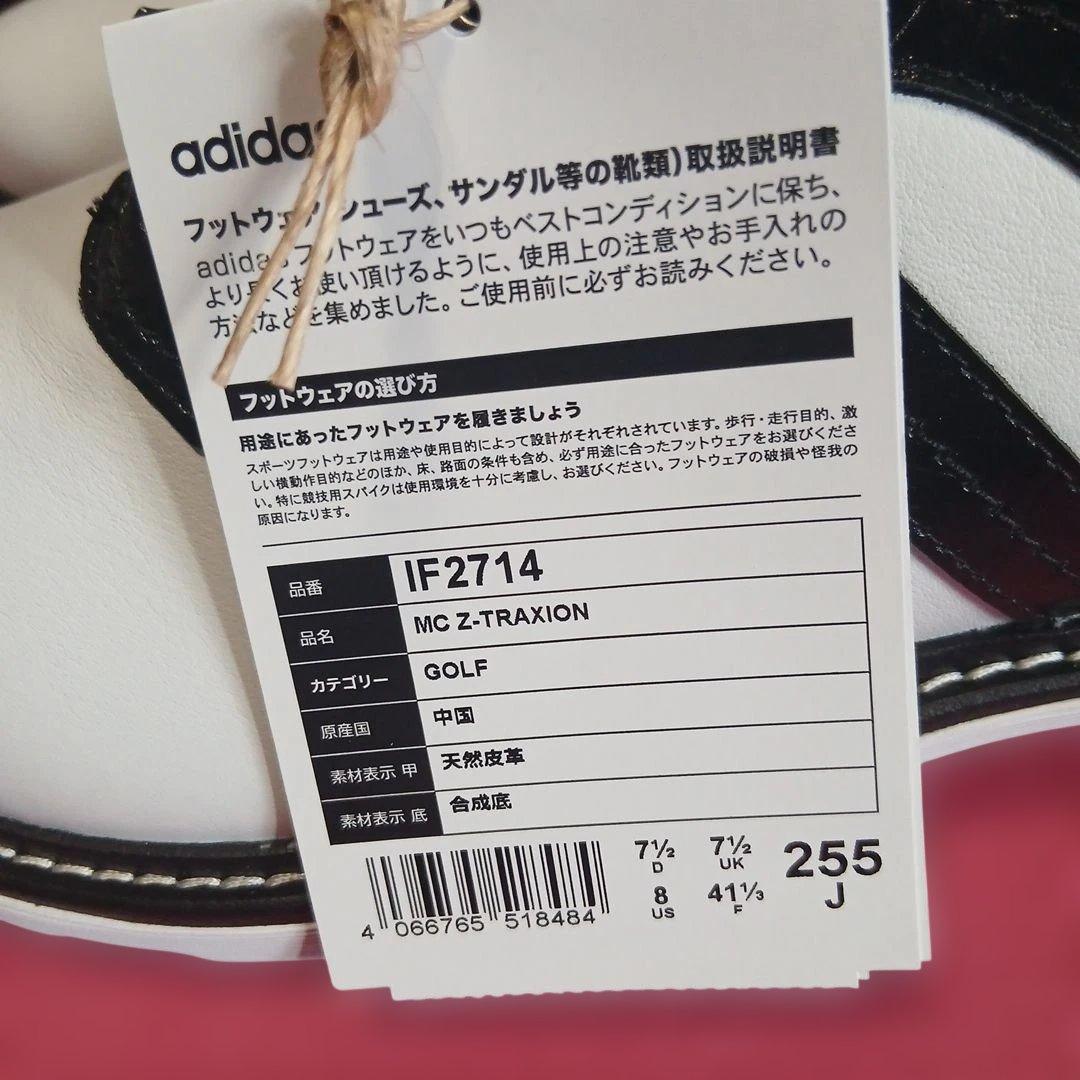 adidas
フットウェア(シューズ、サンダル等の靴類)取扱説明書
adidasフットウェアをいつもベストコンディションに保ち、
より良くお使い頂けるように、使用上の注意やお手入れの
方法などを集めました。ご使用前に必ずお読みください。
フットウェアの選び方
用途にあったフットウェアを履きましょう
スポーツフットウェアは用途や使用目的によって設計がそれぞれされています。歩行・走行目的、激
しい横動作目的などのほか、床、路面の条件も含め、必ず用途に合ったフットウェアをお選びくださ
い。特に競技用スパイクは使用環境を十分に考慮し、お選びください。フットウェアの破損や怪我の
原因になります。
品番 IF2714
品名 MC Z-TRAXION
カテゴリー GOLF
原産国 中国
素材表示 甲 天然皮革
素材表示 底 合成底
7½ 7½ 255
D UK J
8 41⅓
US F
4 066765 518484